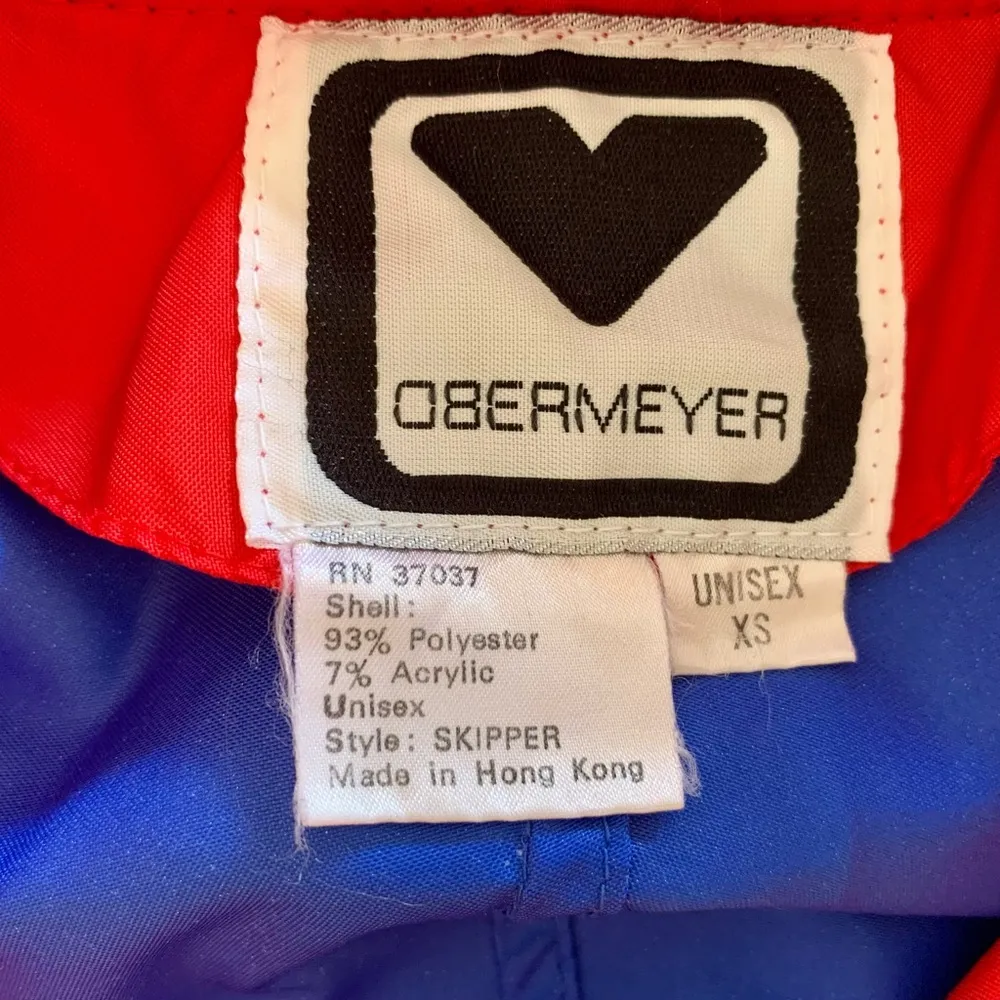 OBERMEYER
RN 37037
Shell:
93% Polyester
7% Acrylic
Unisex
Style: SKIPPER
Made in Hong Kong
UNISEX
XS